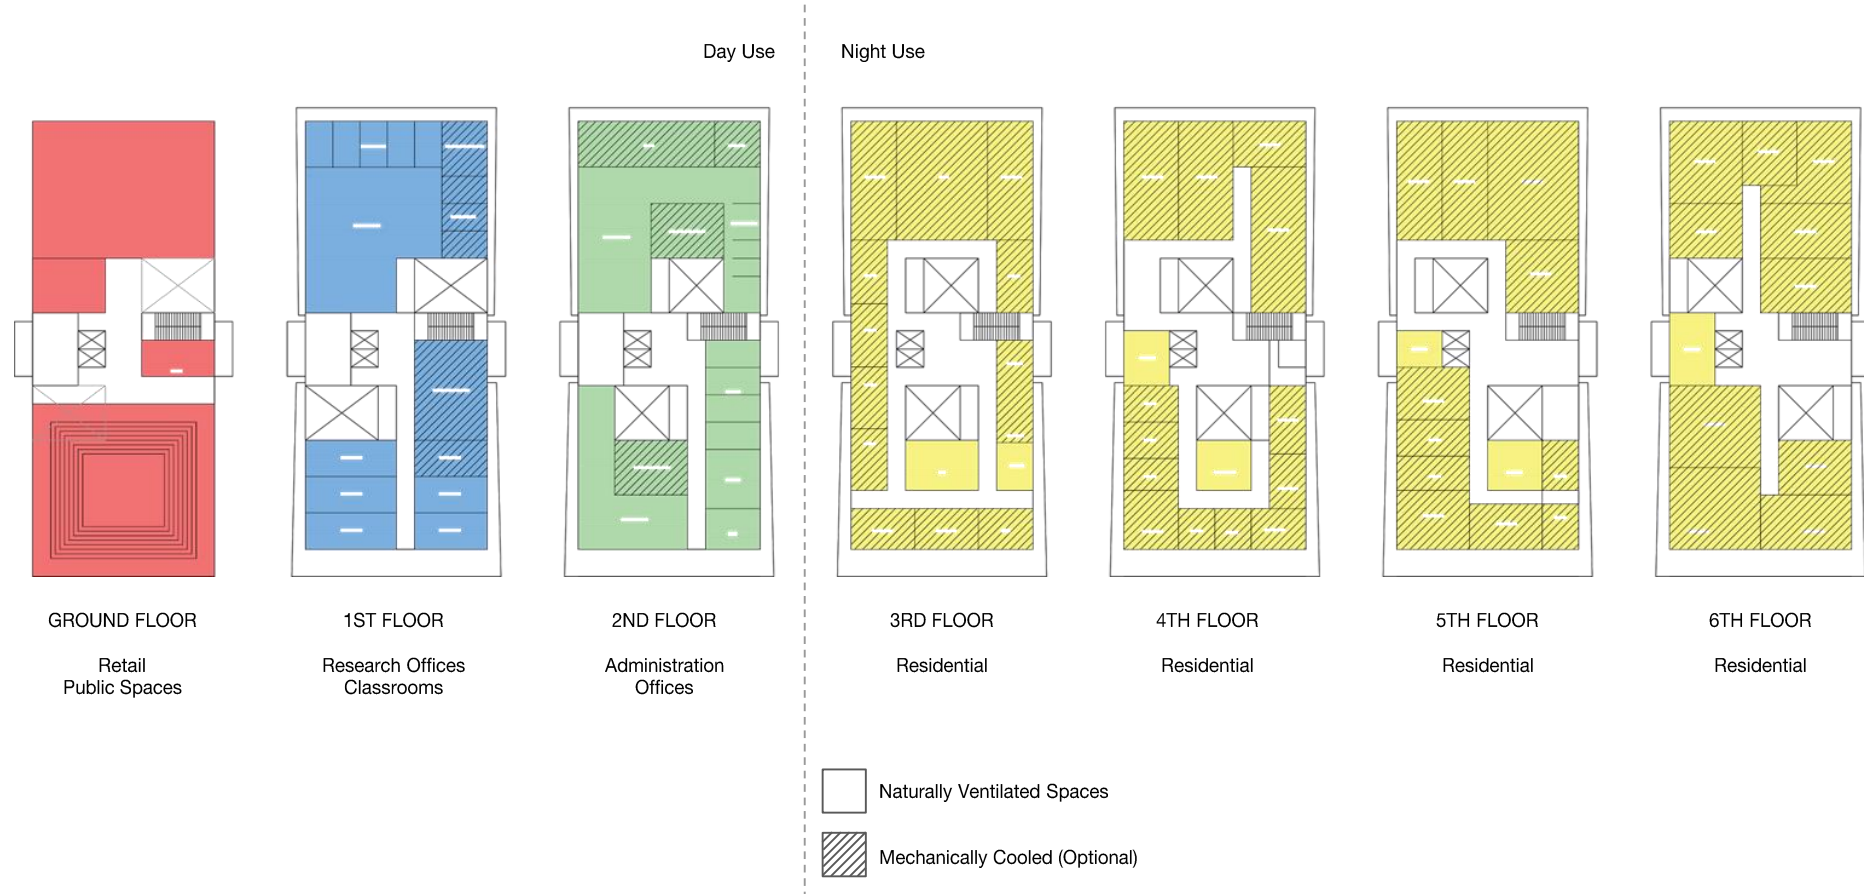 Day Use
Night Use
GROUND FLOOR
Retail
Public Spaces
1ST FLOOR
Research Offices
Classrooms
2ND FLOOR
Administration
Offices
3RD FLOOR
Residential
4TH FLOOR
Residential
5TH FLOOR
Residential
6TH FLOOR
Residential
Naturally Ventilated Spaces
Mechanically Cooled (Optional)